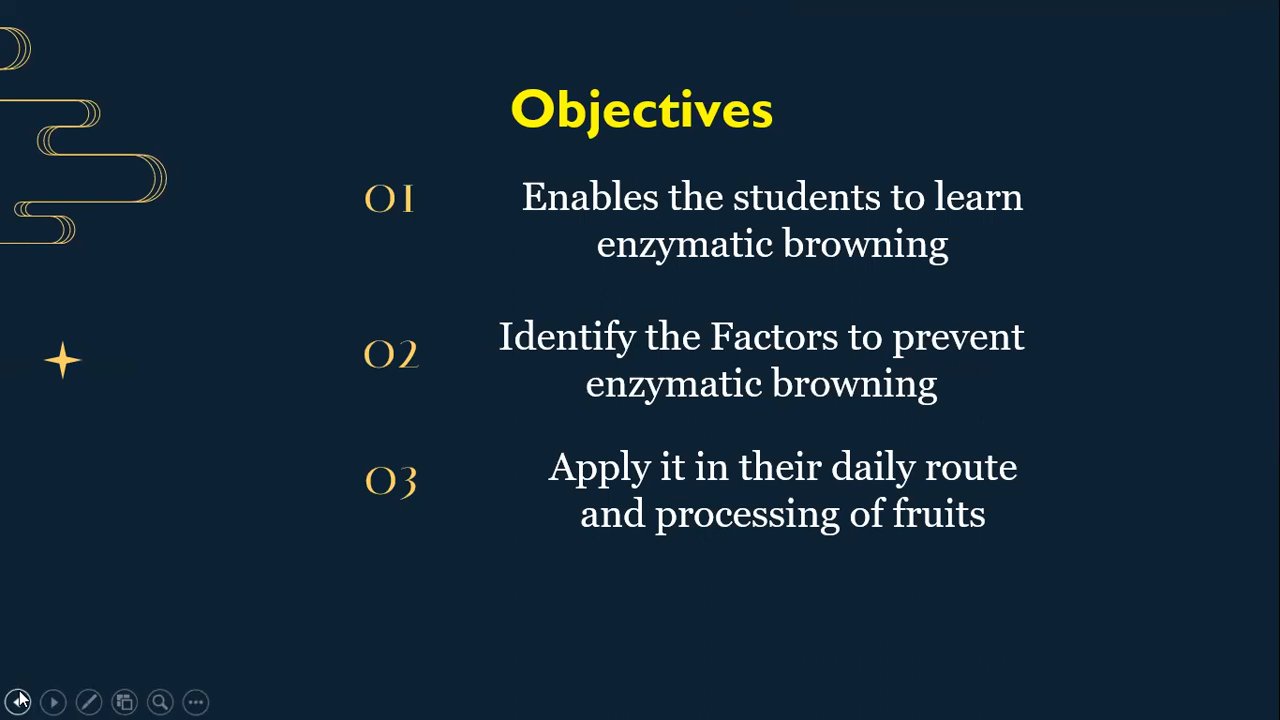 Objectives
01
Enables the students to learn
enzymatic browning
02
Identify the Factors to prevent
enzymatic browning
03
Apply it in their daily route
and processing of fruits